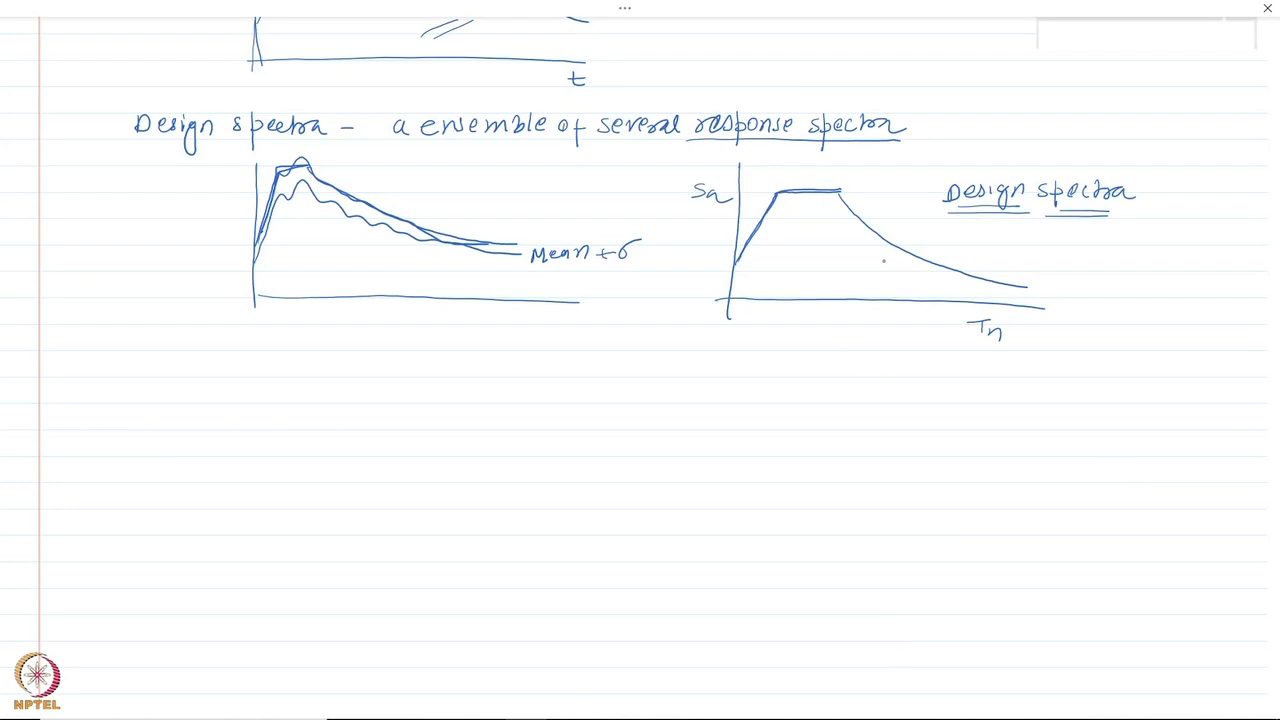 t
Design spectra - a ensemble of several response spectra
Sa
Design spectra
Mean + σ
Tn
NPTEL